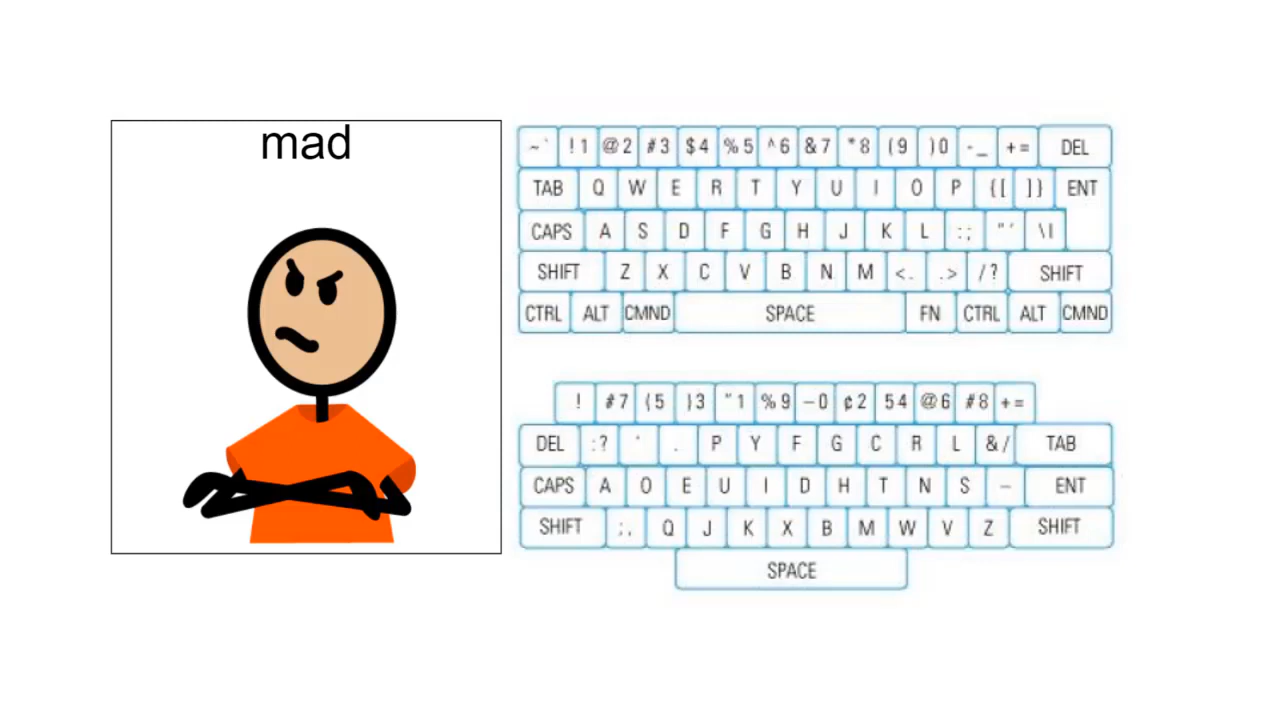 mad
~ ` ! 1 @ 2 # 3 $ 4 % 5 ^ 6 & 7 * 8 ( 9 ) 0 - _ + = DEL
TAB Q W E R T Y U I O P { [ ] } ENT
CAPS A S D F G H J K L : ; " ' \ |
SHIFT Z X C V B N M < . . > / ? SHIFT
CTRL ALT CMND SPACE FN CTRL ALT CMND
! # 7 ( 5 ) 3 " 1 % 9 – 0 ¢ 2 5 4 @ 6 # 8 + =
DEL : ? ' . P Y F G C R L & / TAB
CAPS A O E U I D H T N S – ENT
SHIFT ; , Q J K X B M W V Z SHIFT
SPACE